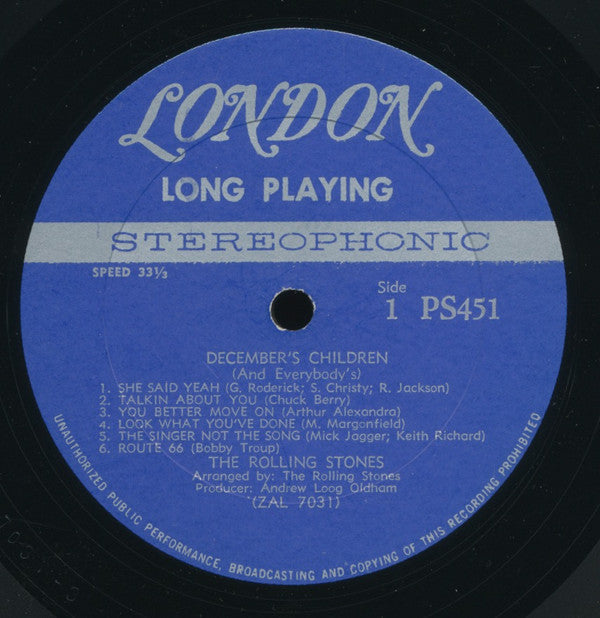 LONDON
LONG PLAYING
STEREOPHONIC
SPEED 33⅓
Side
1 PS451
DECEMBER'S CHILDREN
(And Everybody's)
1. SHE SAID YEAH (G. Roderick; S. Christy; R. Jackson)
2. TALKIN ABOUT YOU (Chuck Berry)
3. YOU BETTER MOVE ON (Arthur Alexandra)
4. LOOK WHAT YOU'VE DONE (M. Margonfield)
5. THE SINGER NOT THE SONG (Mick Jagger; Keith Richard)
6. ROUTE 66 (Bobby Troup)
THE ROLLING STONES
Arranged by: The Rolling Stones
Producer: Andrew Loog Oldham
(ZAL 7031)
UNAUTHORIZED PUBLIC PERFORMANCE, BROADCASTING AND COPYING OF THIS RECORDING PROHIBITED